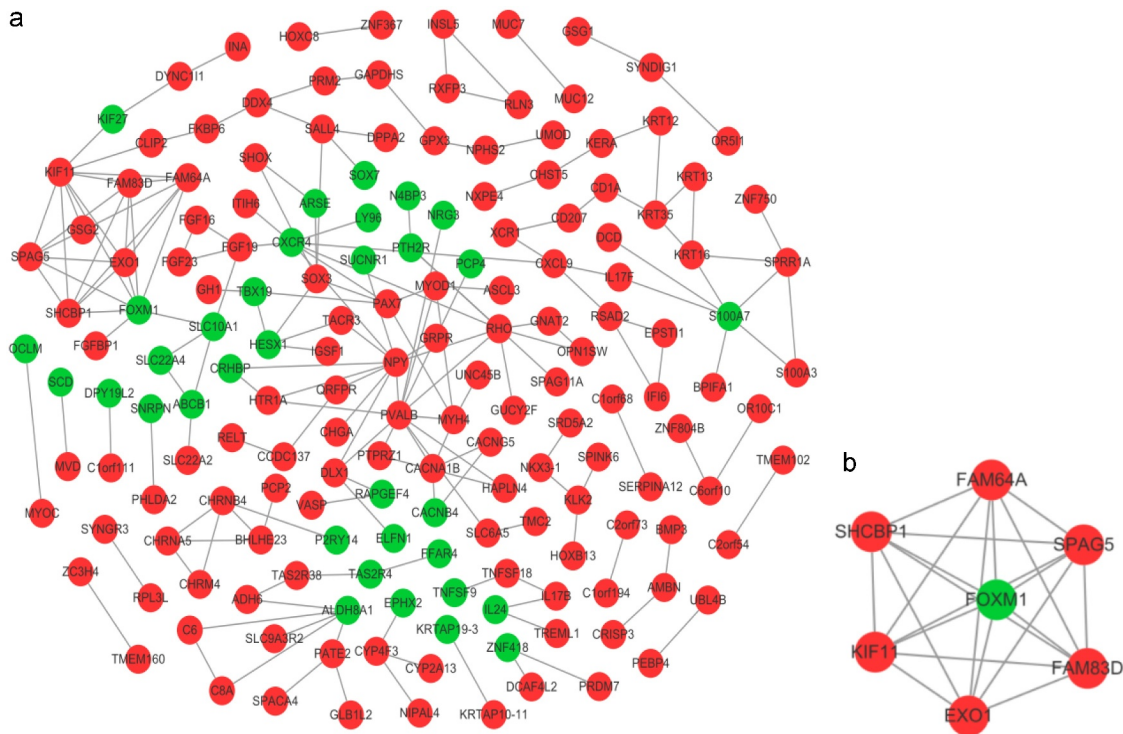 a
INA
HOXC8
ZNF367
INSL5
MUC7
GSG1
DYNC1I1
SYNDIG1
PRM2
GAPDHS
RXFP3
RLN3
MUC12
KIF27
DDX4
CLIP2
FKBP6
SALL4
DPPA2
GPX3
NPHS2
UMOD
KERA
KRT12
OR5I1
KIF11
FAM83D
FAM64A
SHOX
SOX7
NXPE4
CHST5
CD1A
KRT13
ZNF750
ITIH6
ARSE
LY96
N4BP3
NRG3
CD207
KRT35
GSG2
FGF16
FGF19
CXCR4
SUCNR1
PTH2R
PCP4
XCR1
DCD
KRT16
SPRR1A
SPAG5
EXO1
FGF23
SOX3
MYOD1
CXCL9
IL17F
SHCBP1
FOXM1
GH1
TBX19
PAX7
ASCL3
RSAD2
S100A7
FGFBP1
SLC10A1
TACR3
GRPR
RHO
GNAT2
EPSTI1
OCLM
SLC22A4
HESX1
IGSF1
NPY
OPN1SW
SCD
DPY19L2
CRHBP
UNC45B
SPAG11A
BPIFA1
S100A3
SNRPN
ABCB1
HTR1A
QRFPR
PVALB
MYH4
GUCY2F
C1orf68
IFI6
OR10C1
RELT
CHGA
SRD5A2
ZNF804B
MVD
C1orf111
SLC22A2
CCDC137
PTPRZ1
CACNG5
NKX3-1
SPINK6
TMEM102
DLX1
CACNA1B
HAPLN4
SERPINA12
C6orf10
MYOC
PHLDA2
CHRNB4
PCP2
VASP
RAPGEF4
CACNB4
KLK2
SYNGR3
CHRNA5
BHLHE23
P2RY14
ELFN1
SLC6A5
TMC2
C2orf73
BMP3
C2orf54
ZC3H4
CHRM4
TAS2R38
TAS2R4
FFAR4
HOXB13
RPL3L
ADH6
ALDH8A1
EPHX2
TNFSF9
TNFSF18
IL17B
C1orf194
AMBN
UBL4B
C6
SLC9A3R2
KRTAP19-3
IL24
TREML1
CRISP3
TMEM160
PATE2
CYP4F3
CYP2A13
ZNF418
PEBP4
C8A
SPACA4
DCAF4L2
PRDM7
GLB1L2
NIPAL4
KRTAP10-11
b
FAM64A
SHCBP1
SPAG5
FOXM1
KIF11
FAM83D
EXO1